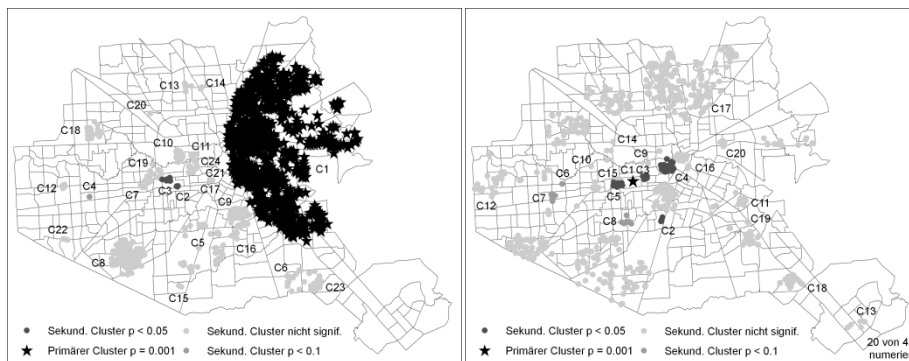 C13
C14
C20
C18
C10
C11
C24
C19
C21
C1
C12
C4
C7
C3
C2
C17
C9
C22
C5
C8
C16
C6
C15
C23
Sekund. Cluster p < 0.05
Sekund. Cluster nicht signif.
Primärer Cluster p = 0.001
Sekund. Cluster p < 0.1
C17
C14
C9
C20
C10
C6
C15
C1
C3
C4
C16
C12
C7
C5
C8
C2
C11
C19
C18
C13
20 von 4
numerie
Sekund. Cluster p < 0.05
Sekund. Cluster nicht signif.
Primärer Cluster p = 0.001
Sekund. Cluster p < 0.1